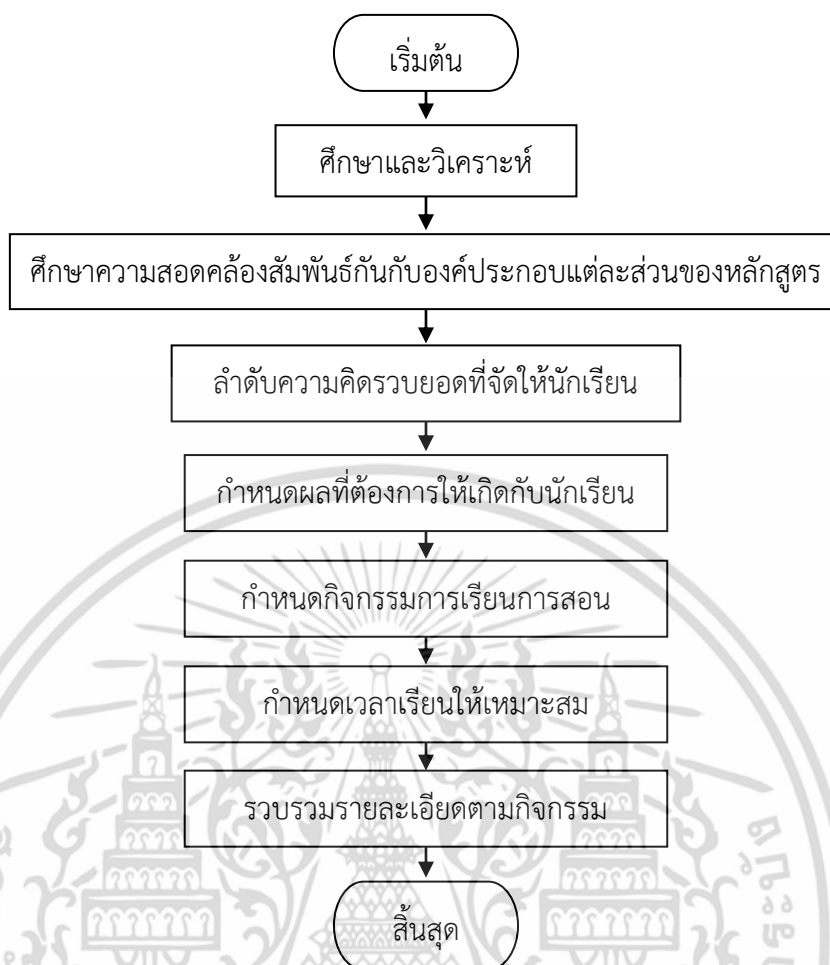 เริ่มต้น
ศึกษาและวิเคราะห์
ศึกษาความสอดคล้องสัมพันธ์กันกับองค์ประกอบแต่ละส่วนของหลักสูตร
ลำดับความคิดรวบยอดที่จัดให้นักเรียน
กำหนดผลที่ต้องการให้เกิดกับนักเรียน
กำหนดกิจกรรมการเรียนการสอน
กำหนดเวลาเรียนให้เหมาะสม
รวบรวมรายละเอียดตามกิจกรรม
สิ้นสุด